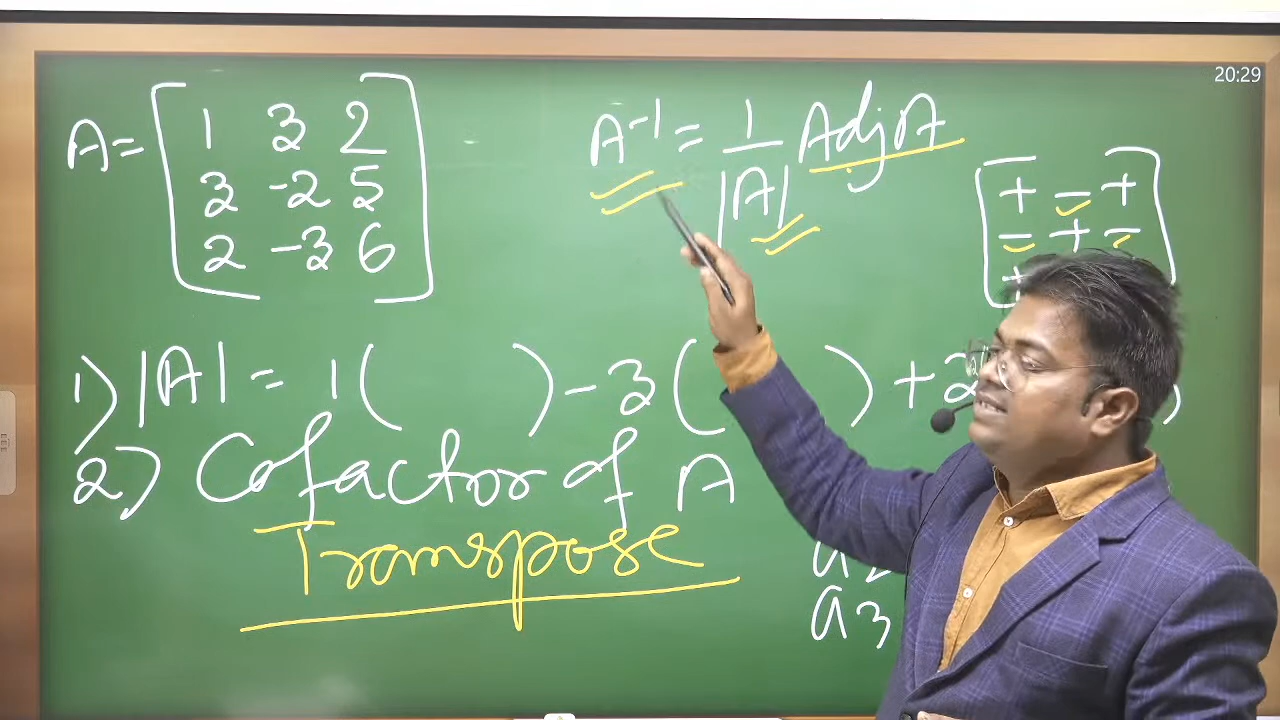 20:29
A = [1 3 2
3 -2 5
2 -3 6]
A⁻¹ = 1/|A| Adj A
[+ - +
- + -
+
1) |A| = 1( ) - 3( ) + 2 )
2) Cofactor of A
Transpose
a2
a3